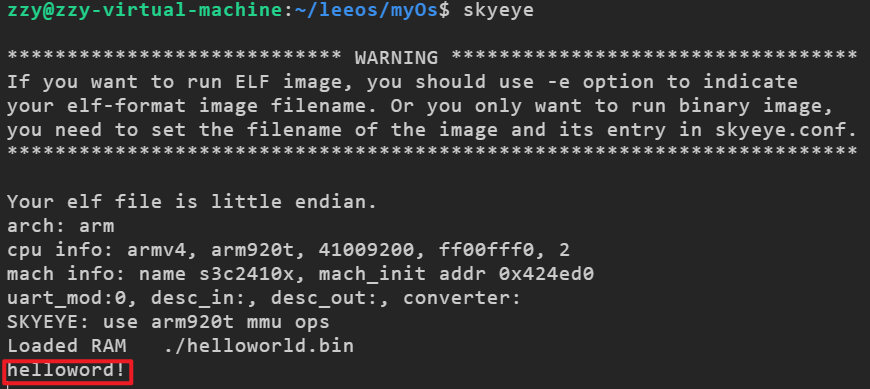 zzy@zzy-virtual-machine:~/leeos/myOs$ skyeye
**************************** WARNING **********************************
If you want to run ELF image, you should use -e option to indicate
your elf-format image filename. Or you only want to run binary image,
you need to set the filename of the image and its entry in skyeye.conf.
***********************************************************************
Your elf file is little endian.
arch: arm
cpu info: armv4, arm920t, 41009200, ff00fff0, 2
mach info: name s3c2410x, mach_init addr 0x424ed0
uart_mod:0, desc_in:, desc_out:, converter:
SKYEYE: use arm920t mmu ops
Loaded RAM   ./helloworld.bin
helloword!